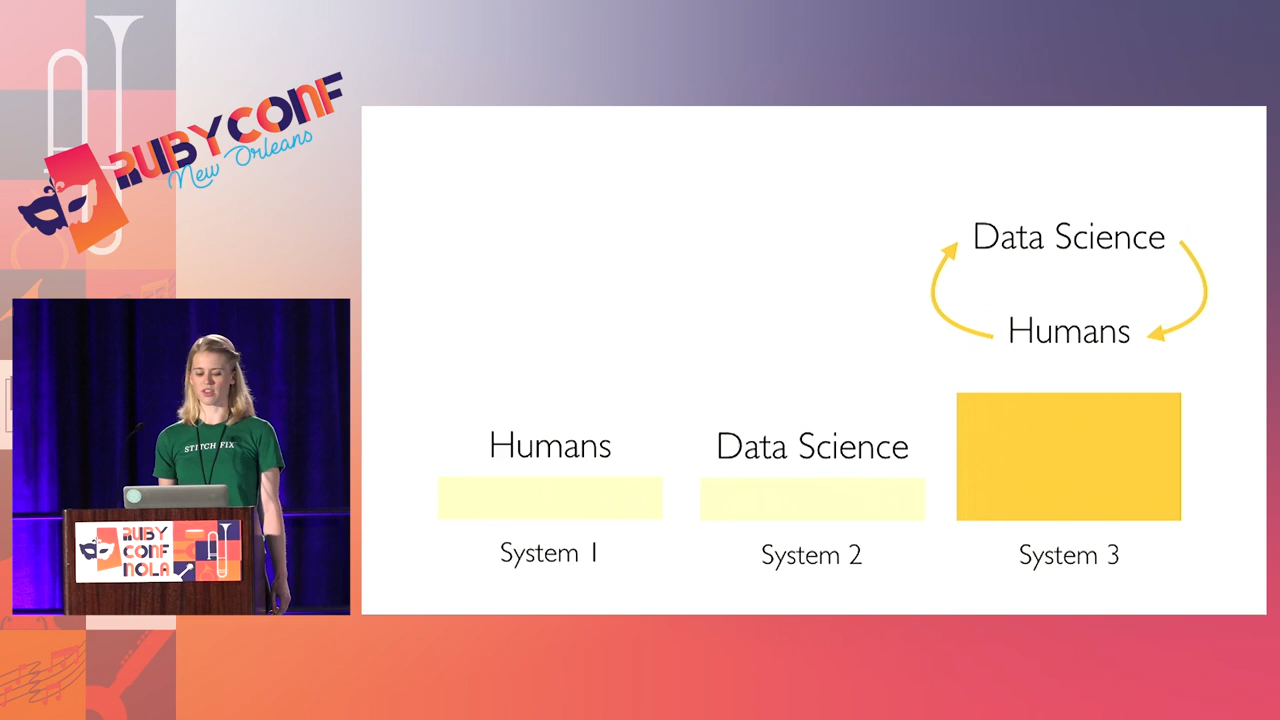 RUBYCONF
New Orleans
Data Science
Humans
Humans
Data Science
System 1
System 2
System 3
STITCH FIX
RUBY
CONF
NOLA